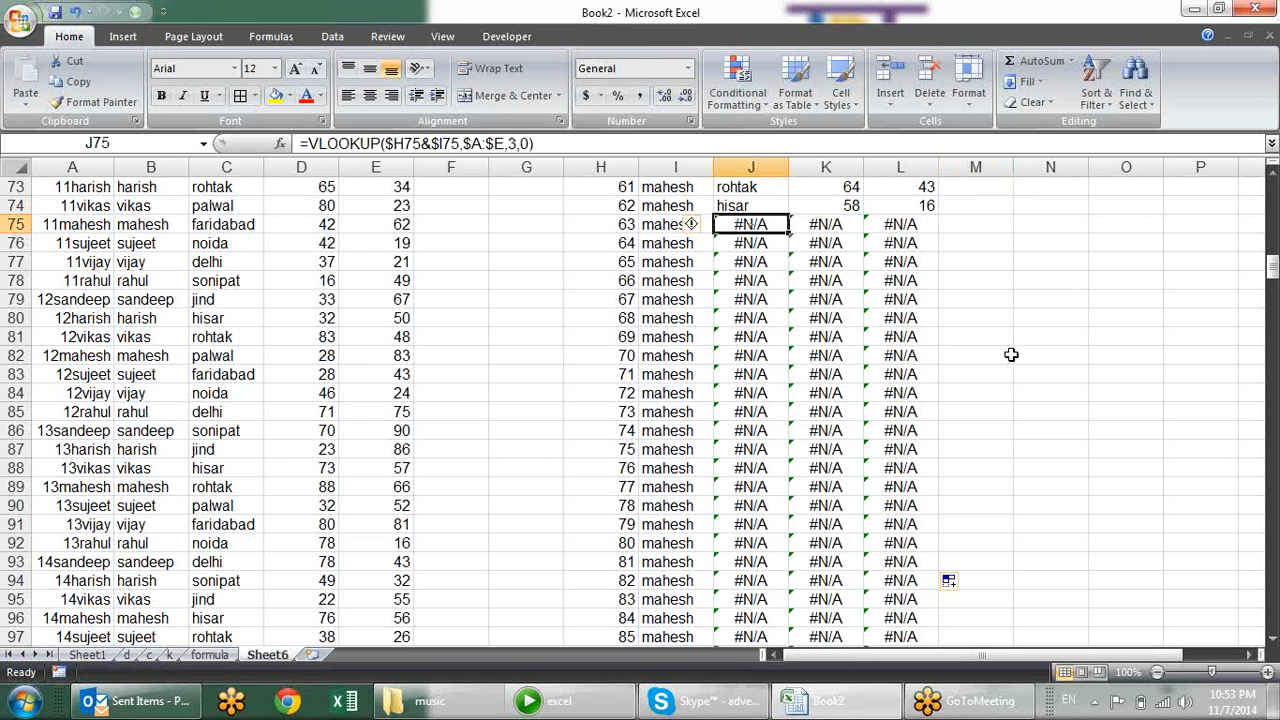 Book2 - Microsoft Excel
Home Insert Page Layout Formulas Data Review View Developer
Paste Cut Copy Format Painter Clipboard
Arial 12 A A B I U A Font
Wrap Text Merge & Center Alignment
General $ % , Number
Conditional Formatting Format as Table Cell Styles Styles
Insert Delete Format Cells
Σ AutoSum Fill Clear Sort & Filter Find & Select Editing
J75 fx =VLOOKUP($H75&$I75,$A:$E,3,0)
A B C D E F G H I J K L M N O P
73 11harish harish rohtak 65 34 61 mahesh rohtak 64 43
74 11vikas vikas palwal 80 23 62 mahesh hisar 58 16
75 11mahesh mahesh faridabad 42 62 63 mahes #N/A #N/A #N/A
76 11sujeet sujeet noida 42 19 64 mahesh #N/A #N/A #N/A
77 11vijay vijay delhi 37 21 65 mahesh #N/A #N/A #N/A
78 11rahul rahul sonipat 16 49 66 mahesh #N/A #N/A #N/A
79 12sandeep sandeep jind 33 67 67 mahesh #N/A #N/A #N/A
80 12harish harish hisar 32 50 68 mahesh #N/A #N/A #N/A
81 12vikas vikas rohtak 83 48 69 mahesh #N/A #N/A #N/A
82 12mahesh mahesh palwal 28 83 70 mahesh #N/A #N/A #N/A
83 12sujeet sujeet faridabad 28 43 71 mahesh #N/A #N/A #N/A
84 12vijay vijay noida 46 24 72 mahesh #N/A #N/A #N/A
85 12rahul rahul delhi 71 75 73 mahesh #N/A #N/A #N/A
86 13sandeep sandeep sonipat 70 90 74 mahesh #N/A #N/A #N/A
87 13harish harish jind 23 86 75 mahesh #N/A #N/A #N/A
88 13vikas vikas hisar 73 57 76 mahesh #N/A #N/A #N/A
89 13mahesh mahesh rohtak 88 66 77 mahesh #N/A #N/A #N/A
90 13sujeet sujeet palwal 32 52 78 mahesh #N/A #N/A #N/A
91 13vijay vijay faridabad 80 81 79 mahesh #N/A #N/A #N/A
92 13rahul rahul noida 78 16 80 mahesh #N/A #N/A #N/A
93 14sandeep sandeep delhi 78 43 81 mahesh #N/A #N/A #N/A
94 14harish harish sonipat 49 32 82 mahesh #N/A #N/A #N/A
95 14vikas vikas jind 22 55 83 mahesh #N/A #N/A #N/A
96 14mahesh mahesh hisar 76 56 84 mahesh #N/A #N/A #N/A
97 14sujeet sujeet rohtak 38 26 85 mahesh #N/A #N/A #N/A
Sheet1 d c k formula Sheet6
Ready 100%
Sent Items - P... music excel Skype™ - adve... Book2 GoToMeeting EN 10:53 PM
11/7/2014